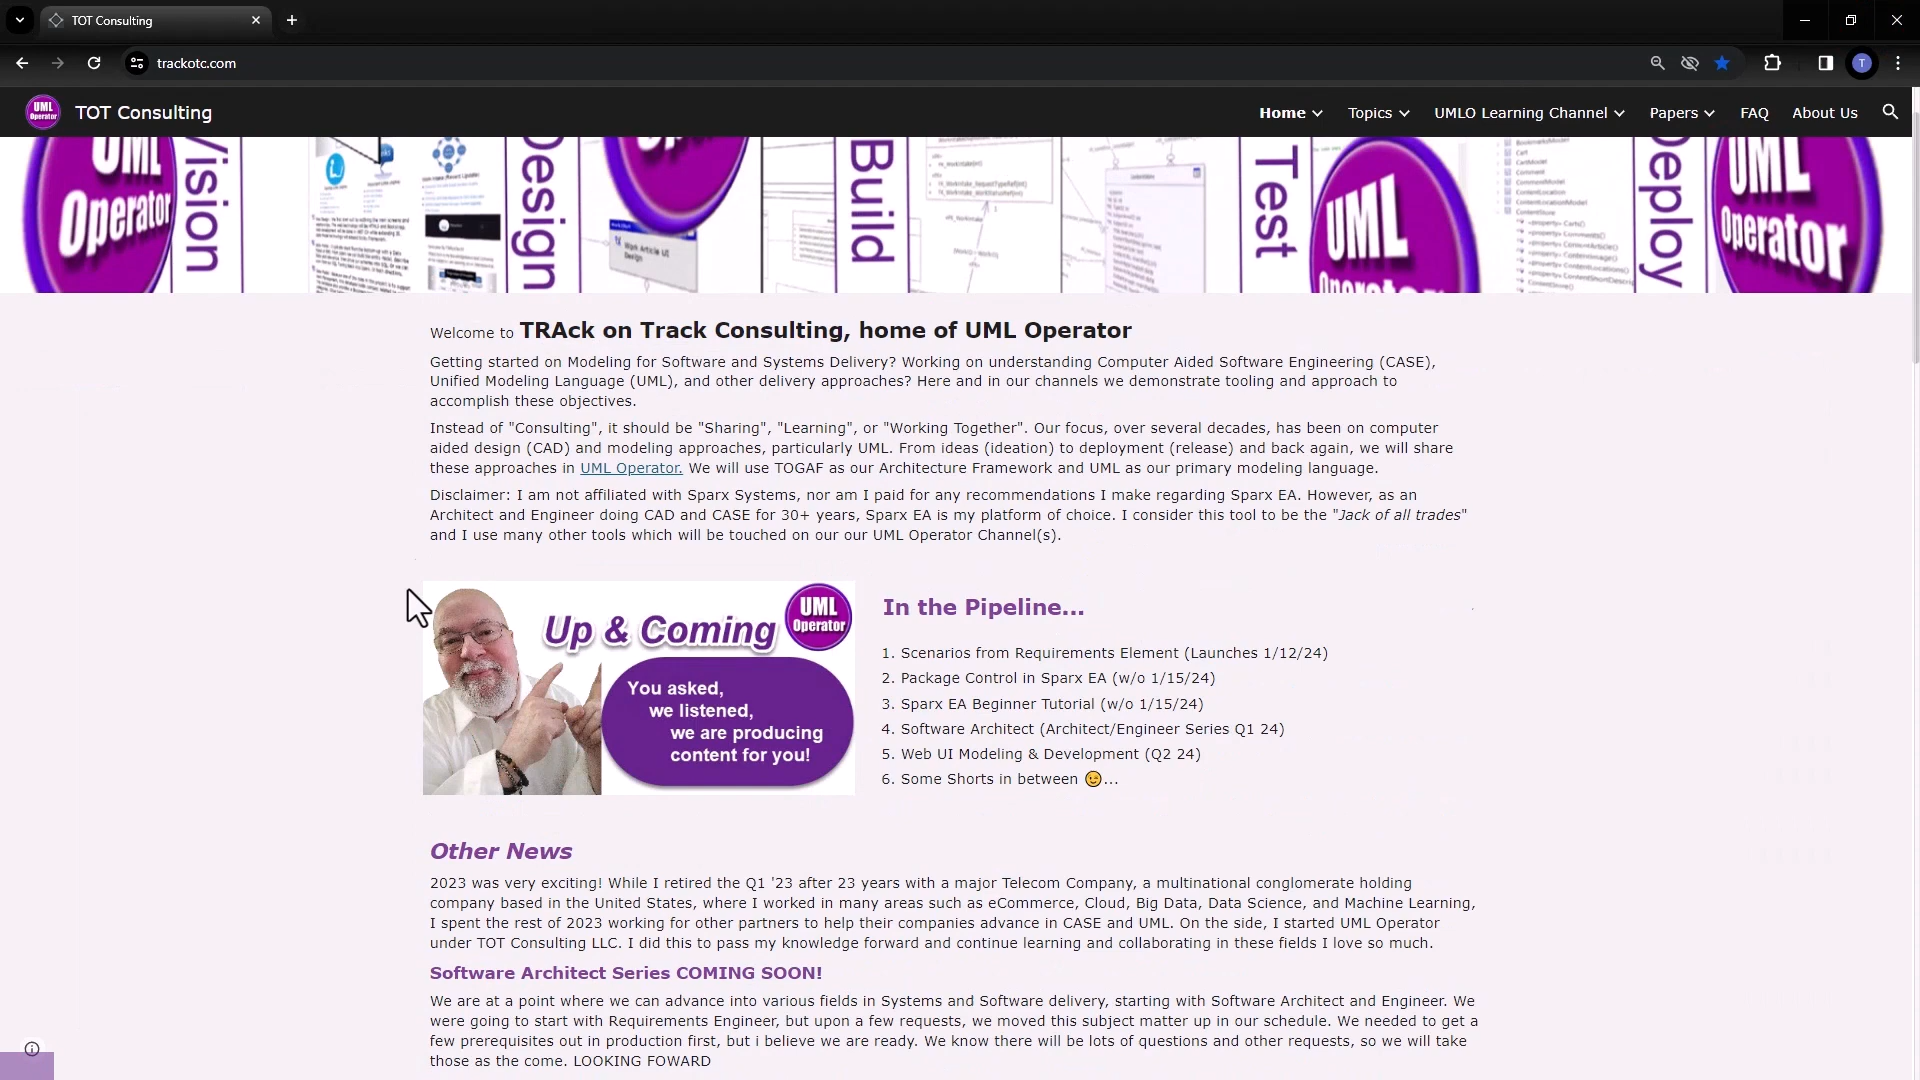 TOT Consulting
trackotc.com
T
UML
Operator
TOT Consulting
Home
Topics
UMLO Learning Channel
Papers
FAQ
About Us
UML
Operator
Vision
Design
Work Article UI
Design
Build
Test
UML
Operator
Deploy
UML
Operator
Welcome to TRAck on Track Consulting, home of UML Operator
Getting started on Modeling for Software and Systems Delivery? Working on understanding Computer Aided Software Engineering (CASE),
Unified Modeling Language (UML), and other delivery approaches? Here and in our channels we demonstrate tooling and approach to
accomplish these objectives.
Instead of "Consulting", it should be "Sharing", "Learning", or "Working Together". Our focus, over several decades, has been on computer
aided design (CAD) and modeling approaches, particularly UML. From ideas (ideation) to deployment (release) and back again, we will share
these approaches in UML Operator. We will use TOGAF as our Architecture Framework and UML as our primary modeling language.
Disclaimer: I am not affiliated with Sparx Systems, nor am I paid for any recommendations I make regarding Sparx EA. However, as an
Architect and Engineer doing CAD and CASE for 30+ years, Sparx EA is my platform of choice. I consider this tool to be the "Jack of all trades"
and I use many other tools which will be touched on our our UML Operator Channel(s).
Up & Coming
UML
Operator
You asked,
we listened,
we are producing
content for you!
In the Pipeline...
1. Scenarios from Requirements Element (Launches 1/12/24)
2. Package Control in Sparx EA (w/o 1/15/24)
3. Sparx EA Beginner Tutorial (w/o 1/15/24)
4. Software Architect (Architect/Engineer Series Q1 24)
5. Web UI Modeling & Development (Q2 24)
6. Some Shorts in between 😉...
Other News
2023 was very exciting! While I retired the Q1 '23 after 23 years with a major Telecom Company, a multinational conglomerate holding
company based in the United States, where I worked in many areas such as eCommerce, Cloud, Big Data, Data Science, and Machine Learning,
I spent the rest of 2023 working for other partners to help their companies advance in CASE and UML. On the side, I started UML Operator
under TOT Consulting LLC. I did this to pass my knowledge forward and continue learning and collaborating in these fields I love so much.
Software Architect Series COMING SOON!
We are at a point where we can advance into various fields in Systems and Software delivery, starting with Software Architect and Engineer. We
were going to start with Requirements Engineer, but upon a few requests, we moved this subject matter up in our schedule. We needed to get a
few prerequisites out in production first, but i believe we are ready. We know there will be lots of questions and other requests, so we will take
those as the come. LOOKING FOWARD